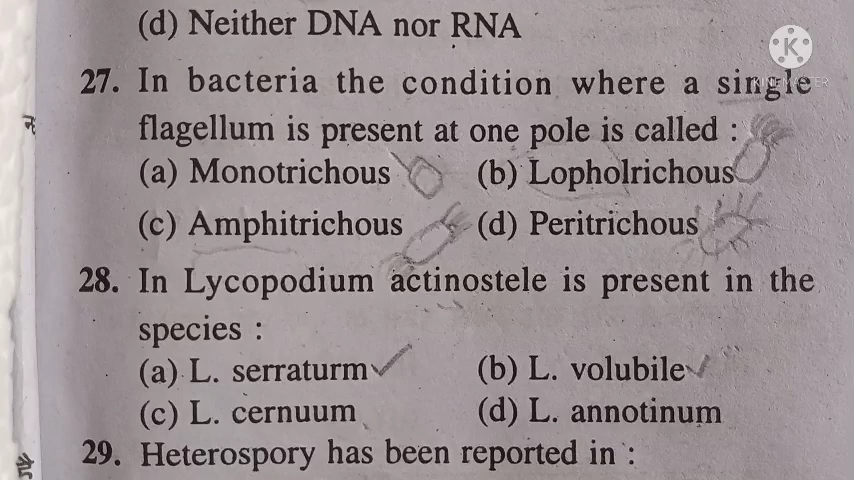 (d) Neither DNA nor RNA
K
KINEMASTER
27. In bacteria the condition where a single
flagellum is present at one pole is called :
(a) Monotrichous (b) Lopholrichous
(c) Amphitrichous (d) Peritrichous
28. In Lycopodium actinostele is present in the
species :
(a) L. serraturm (b) L. volubile
(c) L. cernuum (d) L. annotinum
29. Heterospory has been reported in :